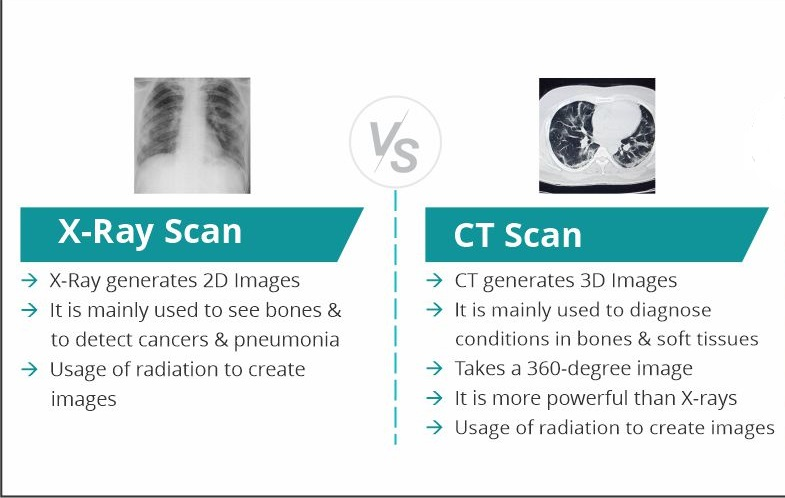 VS
X-Ray Scan
→ X-Ray generates 2D Images
→ It is mainly used to see bones &
to detect cancers & pneumonia
→ Usage of radiation to create
images
CT Scan
→ CT generates 3D Images
→ It is mainly used to diagnose
conditions in bones & soft tissues
→ Takes a 360-degree image
→ It is more powerful than X-rays
→ Usage of radiation to create images